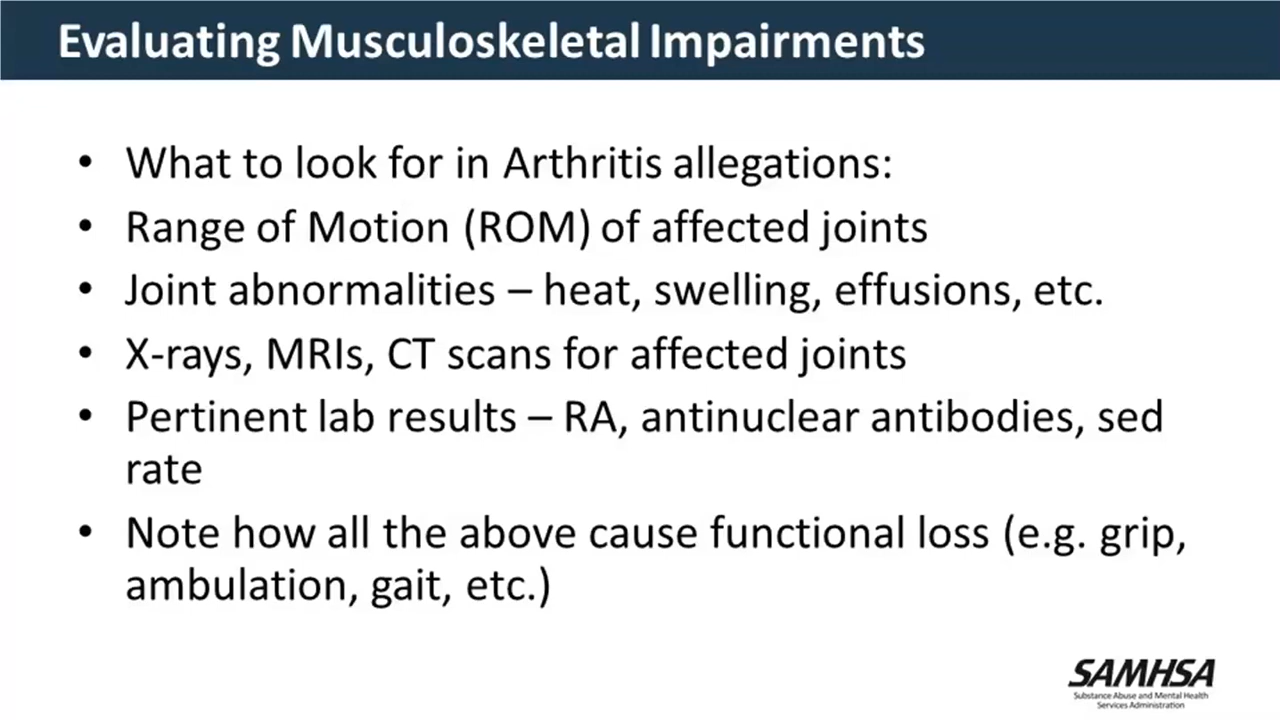 Evaluating Musculoskeletal Impairments
• What to look for in Arthritis allegations:
• Range of Motion (ROM) of affected joints
• Joint abnormalities – heat, swelling, effusions, etc.
• X-rays, MRIs, CT scans for affected joints
• Pertinent lab results – RA, antinuclear antibodies, sed
rate
• Note how all the above cause functional loss (e.g. grip,
ambulation, gait, etc.)
SAMHSA
Substance Abuse and Mental Health
Services Administration